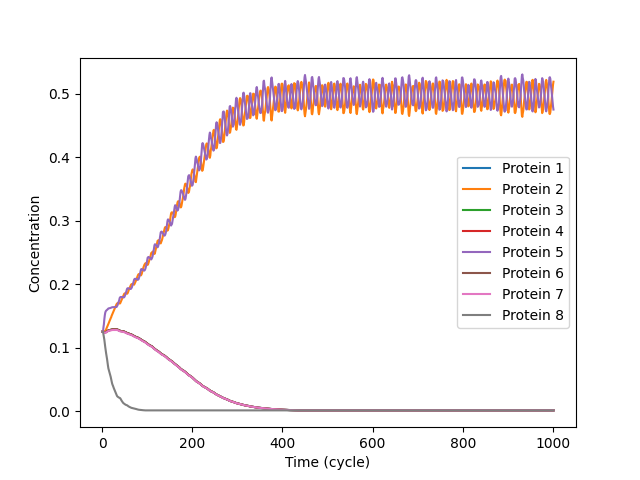 0.5
0.4
0.3
0.2
0.1
0.0
Concentration
0 200 400 600 800 1000
Time (cycle)
Protein 1
Protein 2
Protein 3
Protein 4
Protein 5
Protein 6
Protein 7
Protein 8